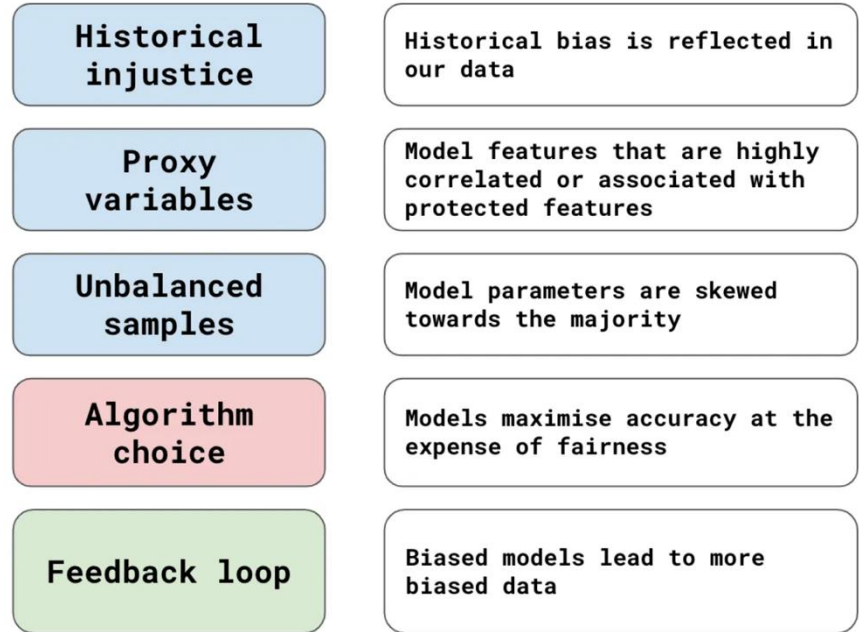 Historical
injustice
Historical bias is reflected in
our data
Proxy
variables
Model features that are highly
correlated or associated with
protected features
Unbalanced
samples
Model parameters are skewed
towards the majority
Algorithm
choice
Models maximise accuracy at the
expense of fairness
Feedback loop
Biased models lead to more
biased data